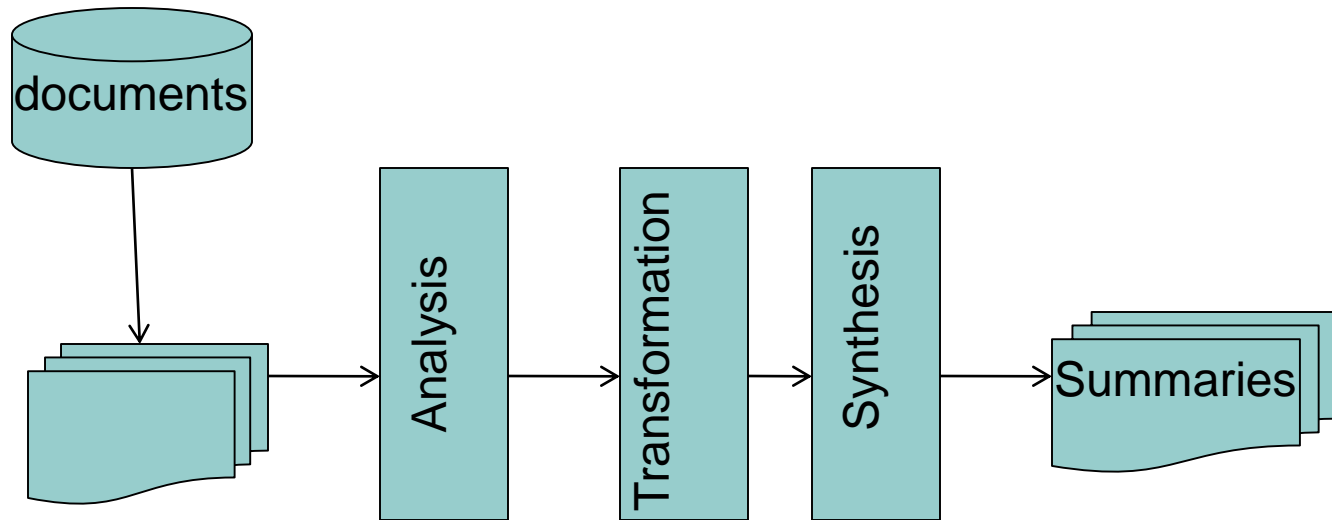 documents
Analysis
Transformation
Synthesis
Summaries